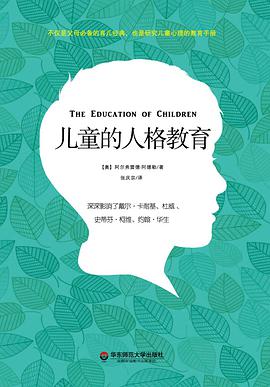 不仅是父母必备的育儿经典,也是研究儿童心理的教育手册
THE EDUCATION OF CHILDREN
儿童的人格教育
【奥】阿尔弗雷德·阿德勒/著
张庆宗/译
深深影响了戴尔·卡耐基、杜威、
史蒂芬·柯维、约翰·华生
华东师范大学出版社